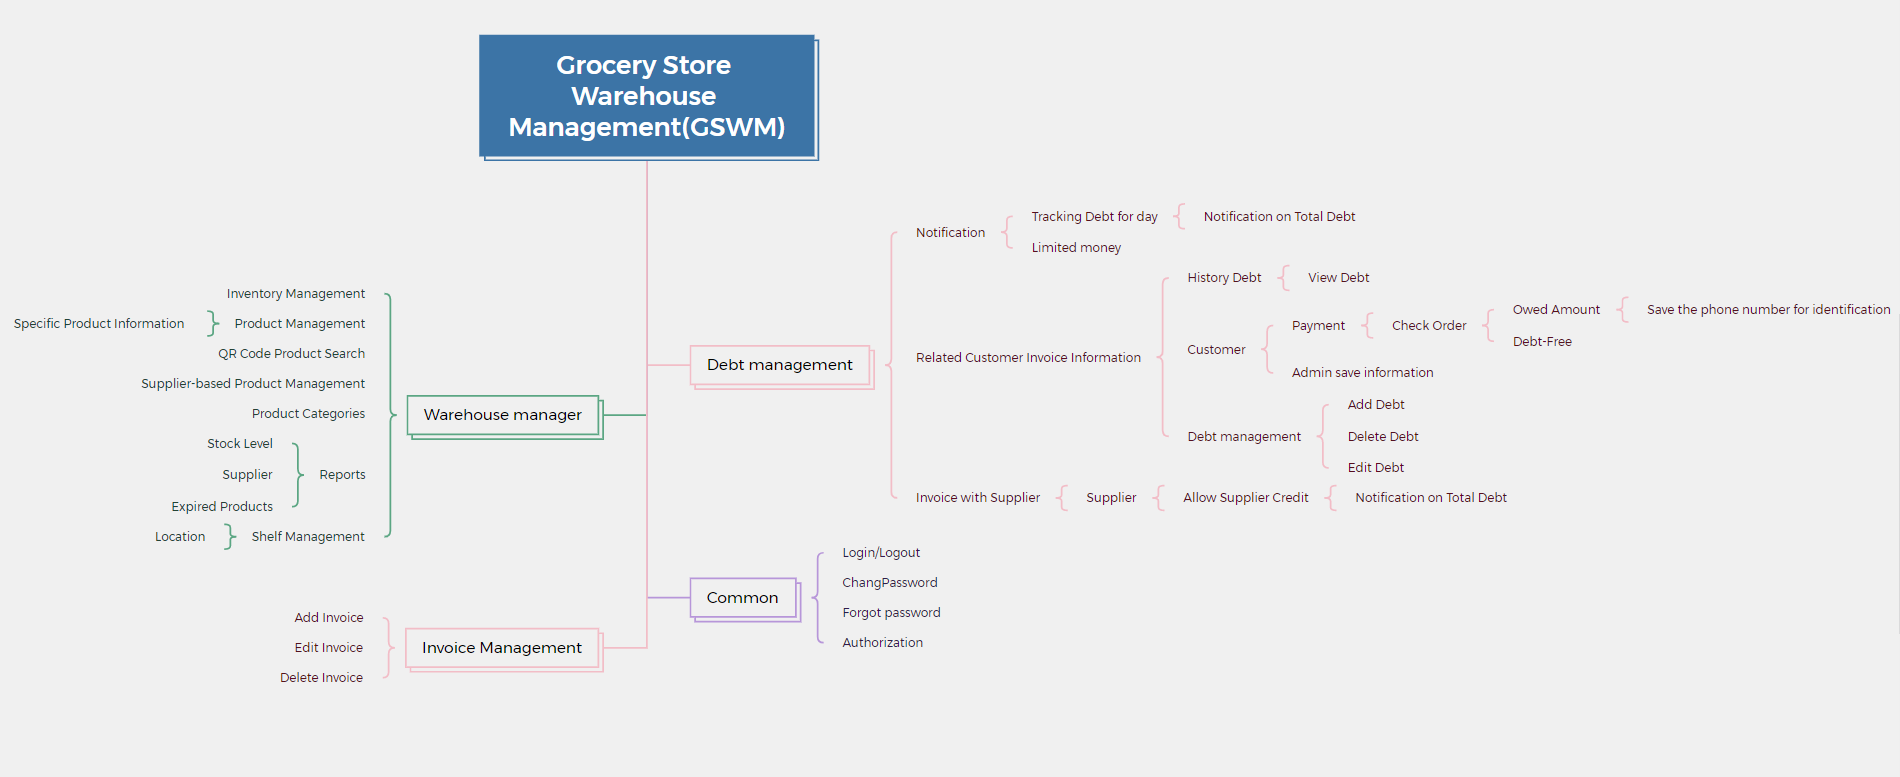 Grocery Store
Warehouse
Management(GSWM)
Inventory Management
Specific Product Information
Product Management
QR Code Product Search
Supplier-based Product Management
Product Categories
Stock Level
Supplier
Expired Products
Reports
Location
Shelf Management
Warehouse manager
Add Invoice
Edit Invoice
Delete Invoice
Invoice Management
Debt management
Notification
Tracking Debt for day
Notification on Total Debt
Limited money
Related Customer Invoice Information
History Debt
View Debt
Customer
Payment
Check Order
Owed Amount
Save the phone number for identification
Debt-Free
Admin save information
Debt management
Add Debt
Delete Debt
Edit Debt
Invoice with Supplier
Supplier
Allow Supplier Credit
Notification on Total Debt
Common
Login/Logout
ChangPassword
Forgot password
Authorization